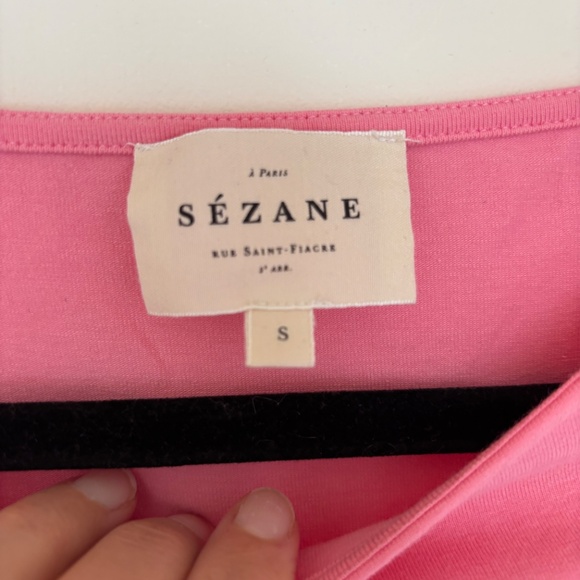 à Paris
SÉZANE
Rue Saint-Fiacre
2e Arr.
S